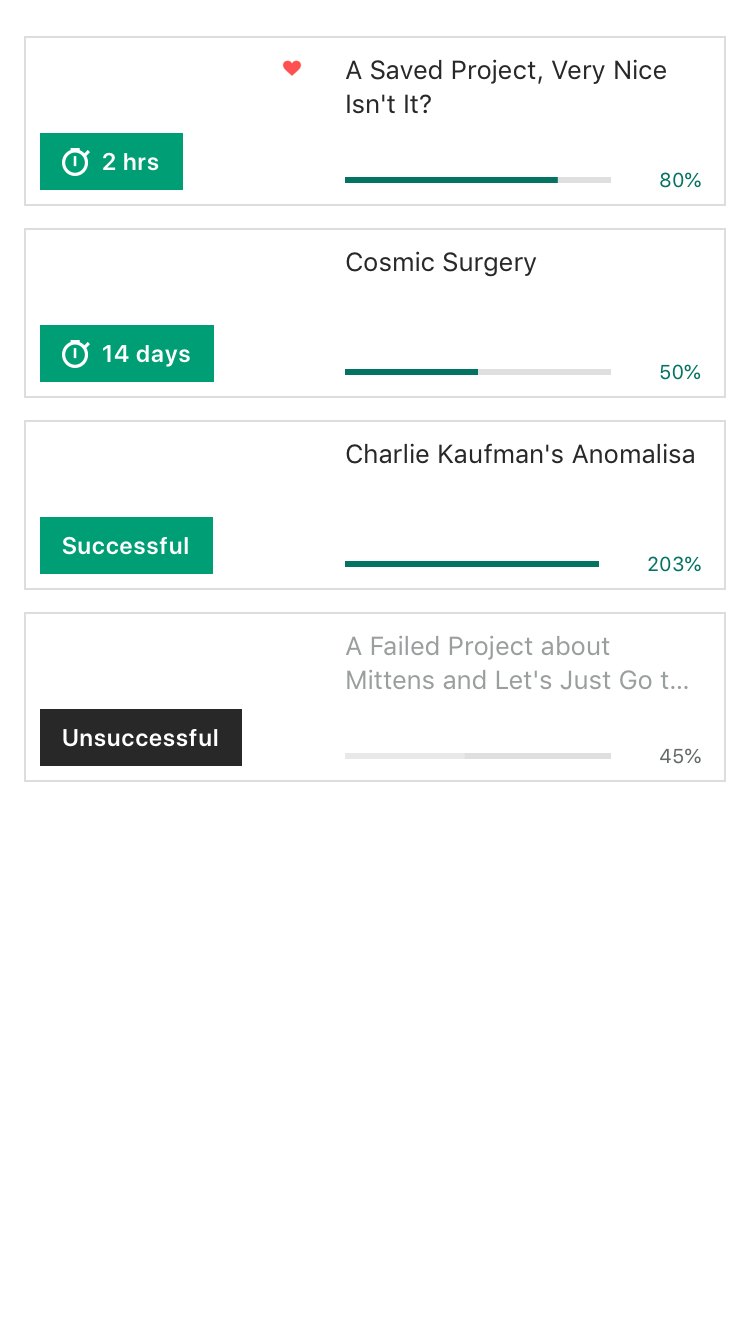 A Saved Project, Very Nice
Isn't It?
2 hrs
80%
Cosmic Surgery
14 days
50%
Charlie Kaufman's Anomalisa
Successful
203%
A Failed Project about
Mittens and Let's Just Go t...
Unsuccessful
45%